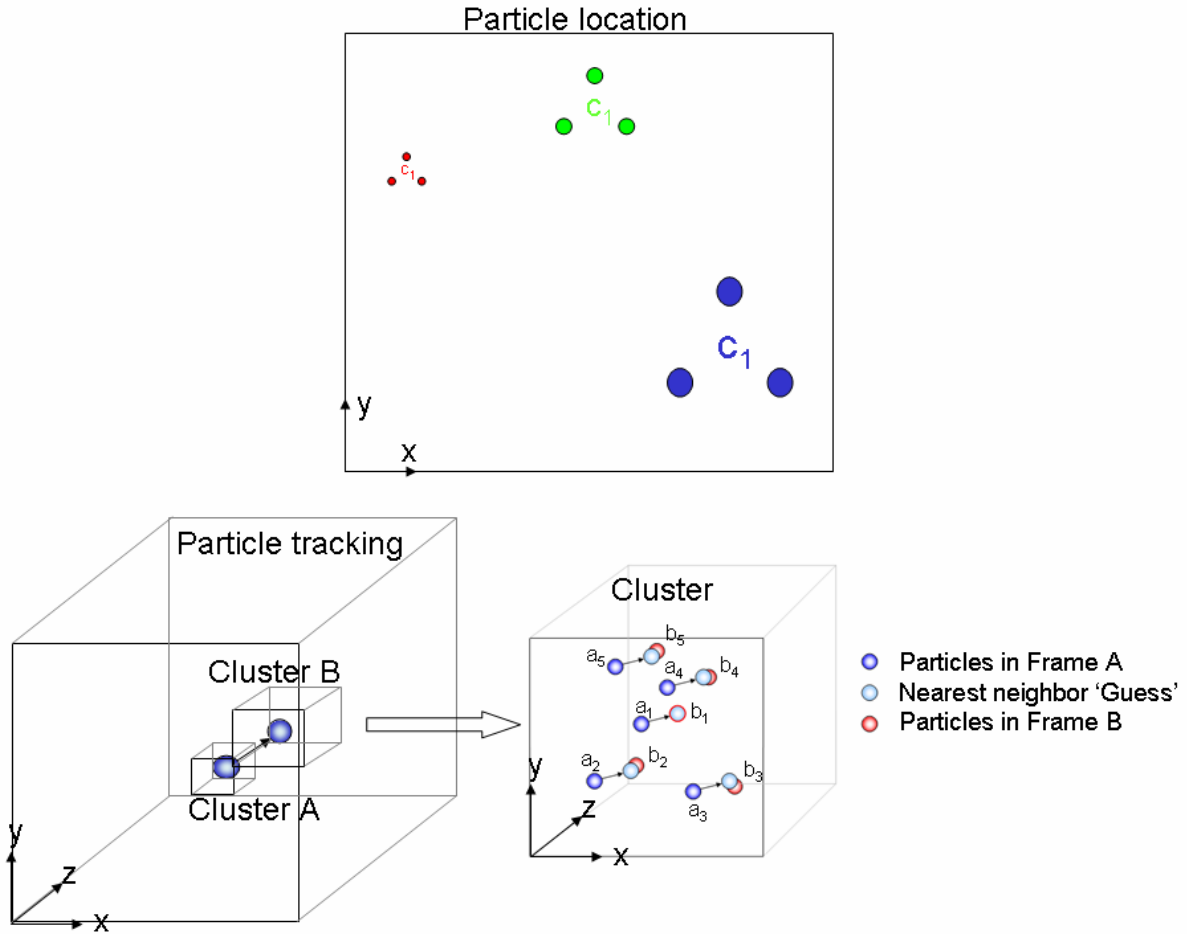 Particle location
c1
c1
c1
y
x
Particle tracking
Cluster B
Cluster A
y
z
x
Cluster
b5
a5
a4
b4
a1
b1
a2
b2
b3
a3
y
z
x
Particles in Frame A
Nearest neighbor ‘Guess’
Particles in Frame B